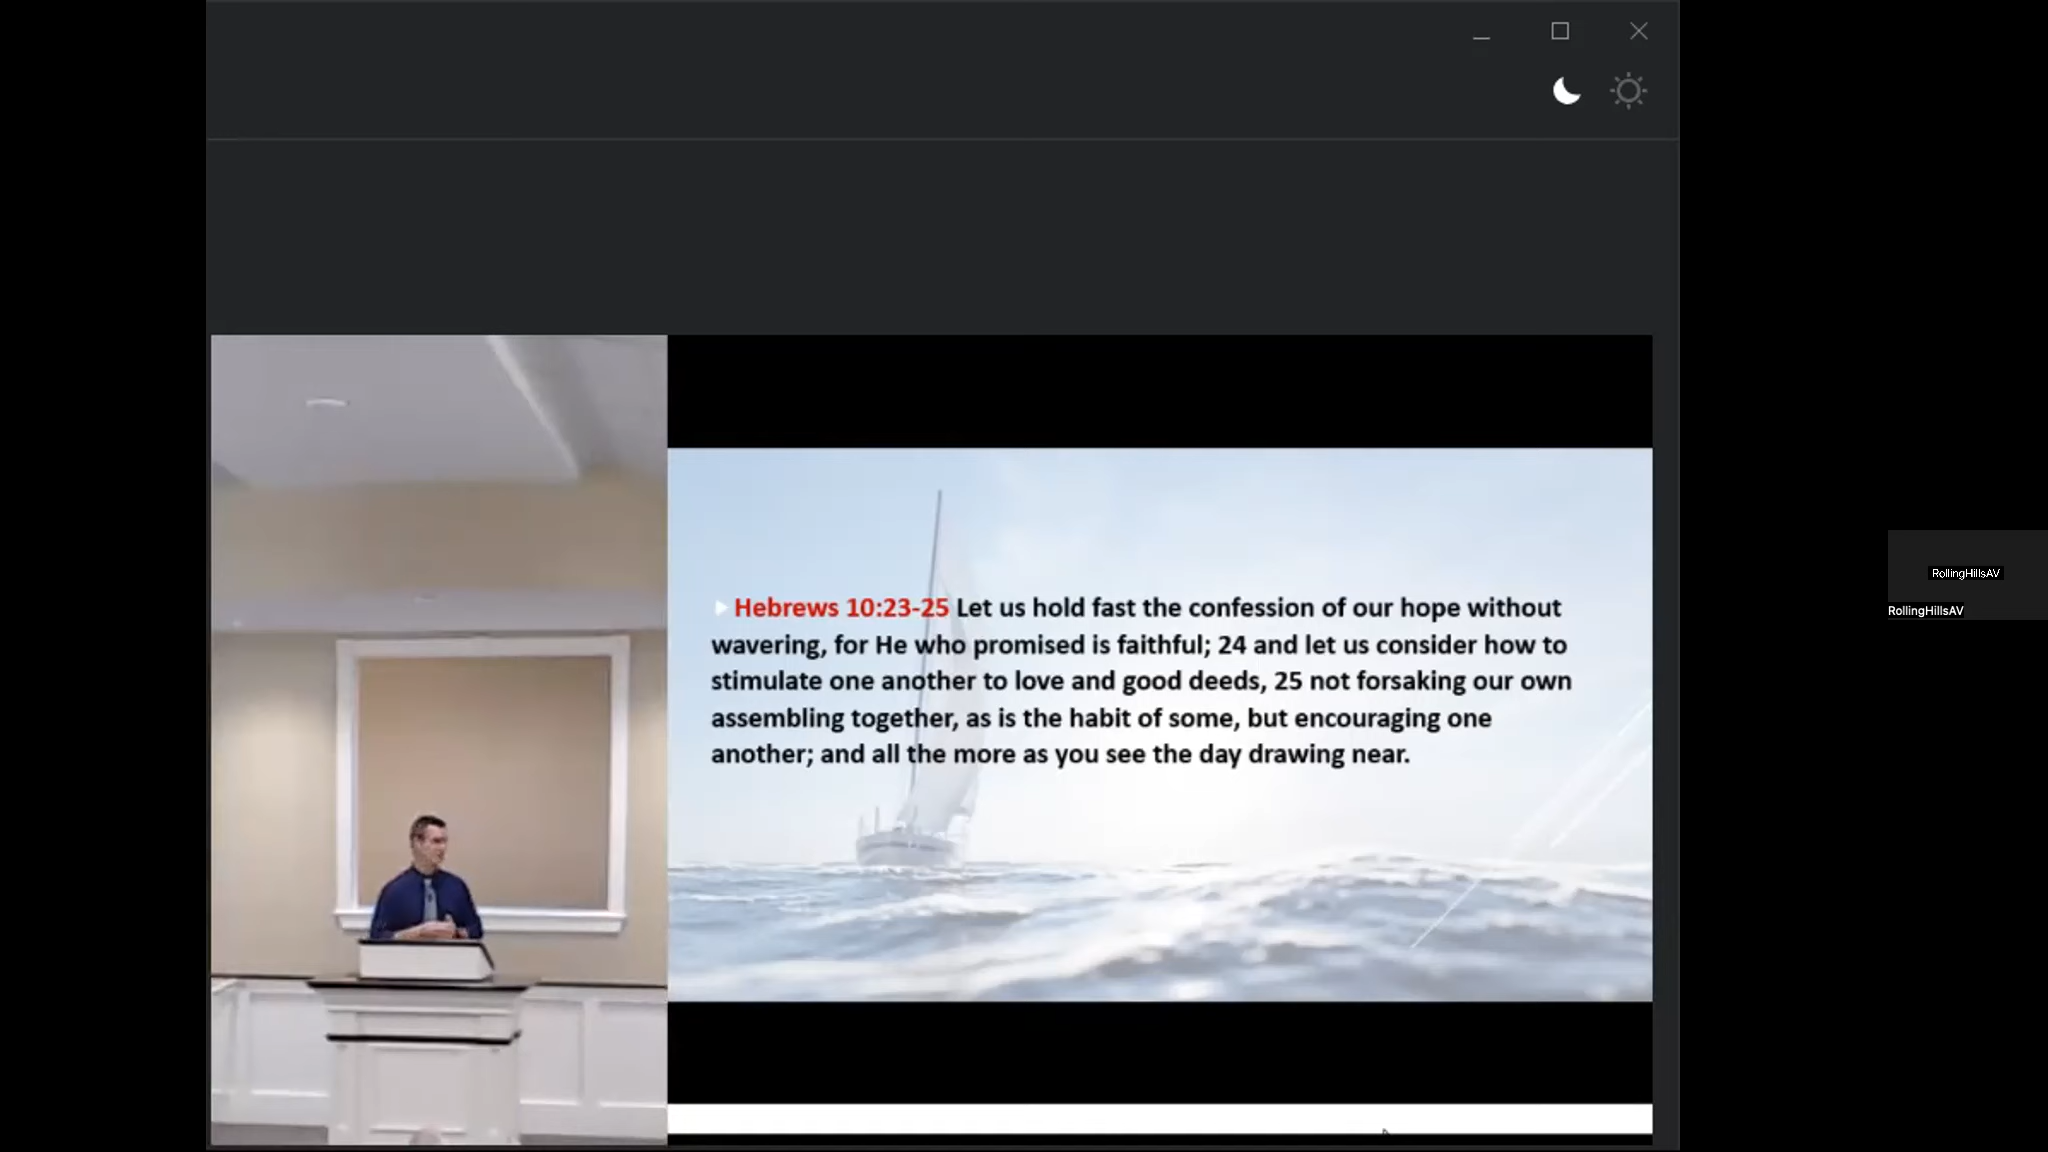 Hebrews 10:23-25 Let us hold fast the confession of our hope without
wavering, for He who promised is faithful; 24 and let us consider how to
stimulate one another to love and good deeds, 25 not forsaking our own
assembling together, as is the habit of some, but encouraging one
another; and all the more as you see the day drawing near.
RollingHillsAV
RollingHillsAV